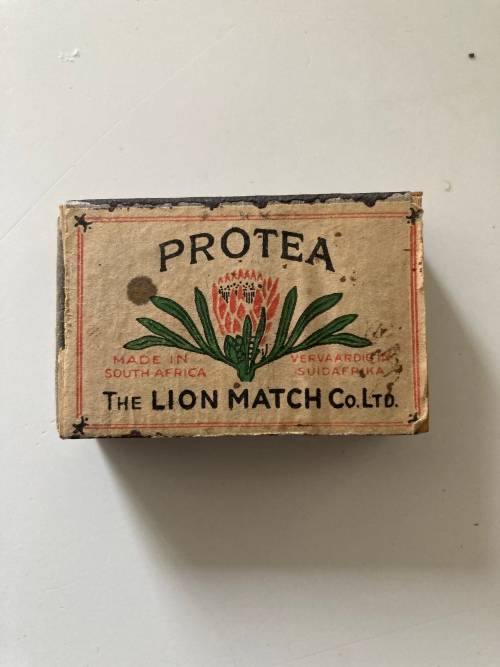 PROTEA
MADE IN
SOUTH-AFRICA
VERVAARDIG IN
SUIDAFRIKA
THE LION MATCH CO. LTD.